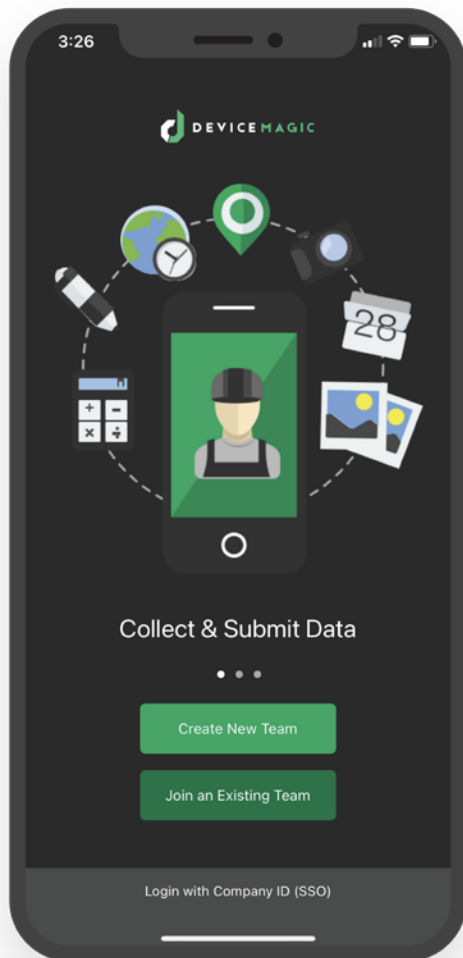 3:26
DEVICEMAGIC
28
+ -
× ÷
Collect & Submit Data
Create New Team
Join an Existing Team
Login with Company ID (SSO)